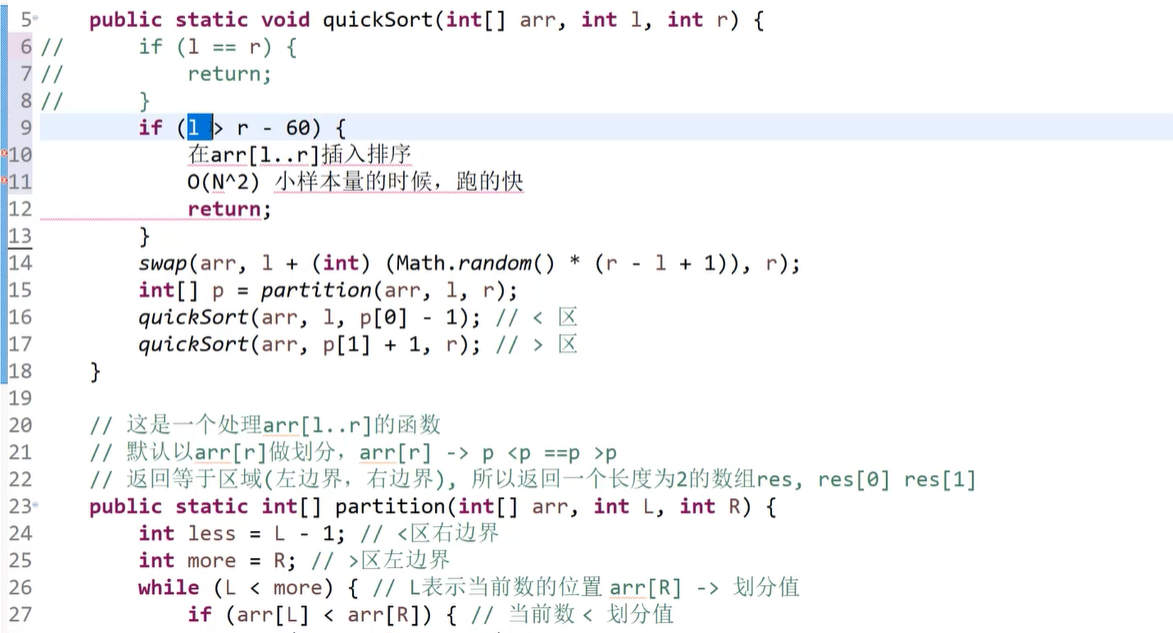 5 public static void quickSort(int[] arr, int l, int r) {
6 // if (l == r) {
7 // return;
8 // }
9 if (l > r - 60) {
10 在arr[l..r]插入排序
11 O(N^2) 小样本量的时候，跑的快
12 return;
13 }
14 swap(arr, l + (int) (Math.random() * (r - l + 1)), r);
15 int[] p = partition(arr, l, r);
16 quickSort(arr, l, p[0] - 1); // < 区
17 quickSort(arr, p[1] + 1, r); // > 区
18 }
19
20 // 这是一个处理arr[l..r]的函数
21 // 默认以arr[r]做划分，arr[r] -> p <p ==p >p
22 // 返回等于区域(左边界，右边界), 所以返回一个长度为2的数组res, res[0] res[1]
23 public static int[] partition(int[] arr, int L, int R) {
24 int less = L - 1; // <区右边界
25 int more = R; // >区左边界
26 while (L < more) { // L表示当前数的位置 arr[R] -> 划分值
27 if (arr[L] < arr[R]) { // 当前数 < 划分值